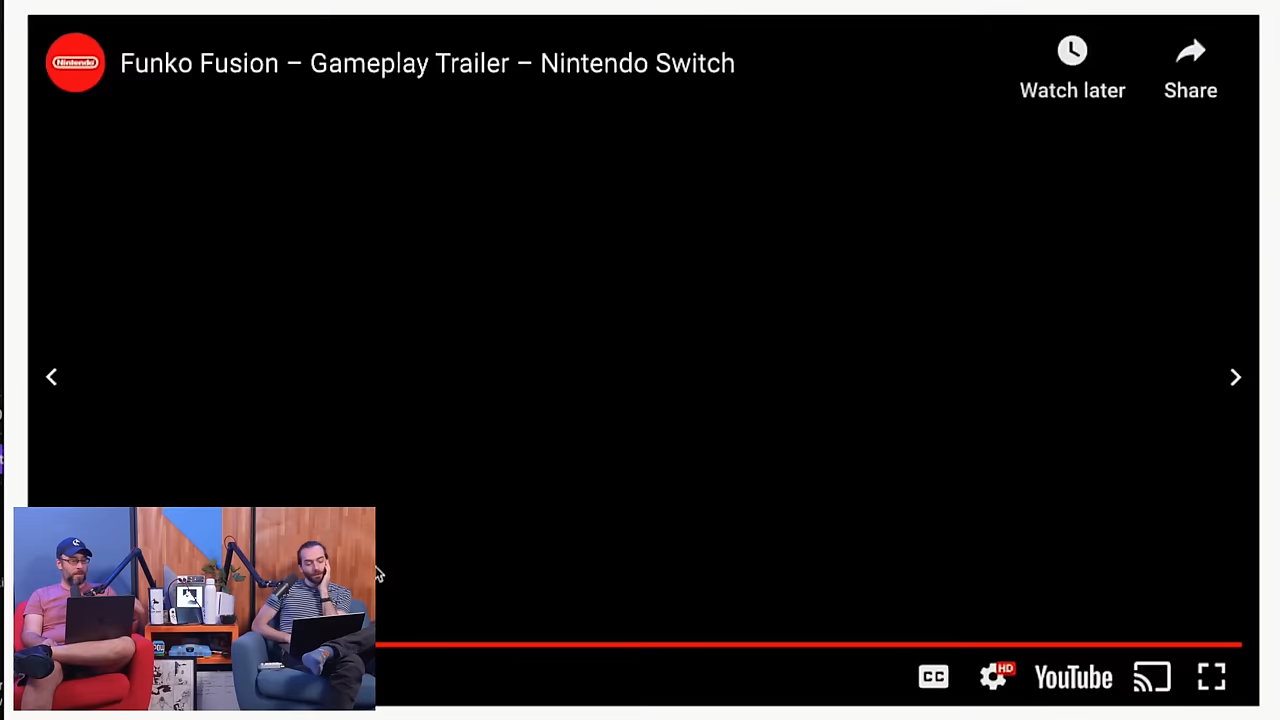 Nintendo
Funko Fusion – Gameplay Trailer – Nintendo Switch
Watch later
Share
CC
HD
YouTube